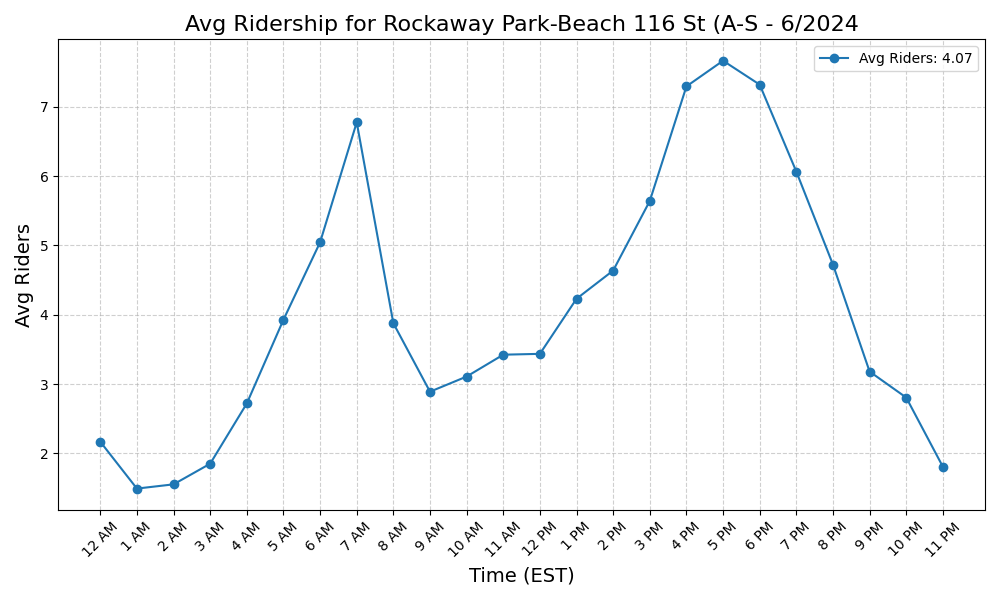 Avg Ridership for Rockaway Park-Beach 116 St (A-S - 6/2024
Avg Riders: 4.07
Avg Riders
7
6
5
4
3
2
12 AM
1 AM
2 AM
3 AM
4 AM
5 AM
6 AM
7 AM
8 AM
9 AM
10 AM
11 AM
12 PM
1 PM
2 PM
3 PM
4 PM
5 PM
6 PM
7 PM
8 PM
9 PM
10 PM
11 PM
Time (EST)